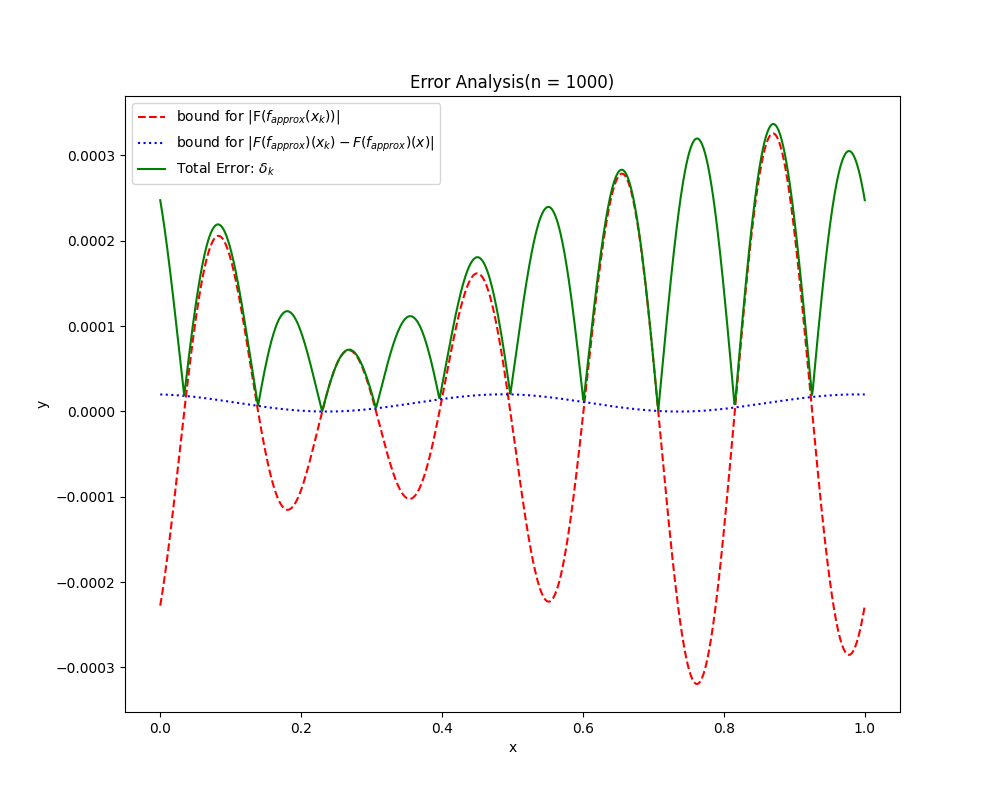 Error Analysis(n = 1000)
bound for |F(f_approx(x_k))|
bound for |F(f_approx)(x_k) − F(f_approx)(x)|
Total Error: δ_k
0.0003
0.0002
0.0001
0.0000
−0.0001
−0.0002
−0.0003
y
0.0 0.2 0.4 0.6 0.8 1.0
x